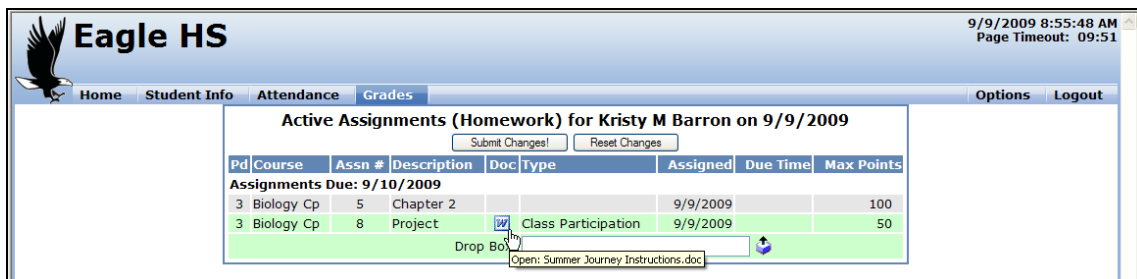 9/9/2009 8:55:48 AM
Eagle HS
Page Timeout: 09:51
Home Student Info Attendance Grades Options Logout
Active Assignments (Homework) for Kristy M Barron on 9/9/2009
Submit Changes! Reset Changes
Pd Course Assn # Description Doc Type Assigned Due Time Max Points
Assignments Due: 9/10/2009
3 Biology Cp 5 Chapter 2 9/9/2009 100
3 Biology Cp 8 Project W Class Participation 9/9/2009 50
Drop Box
Open: Summer Journey Instructions.doc